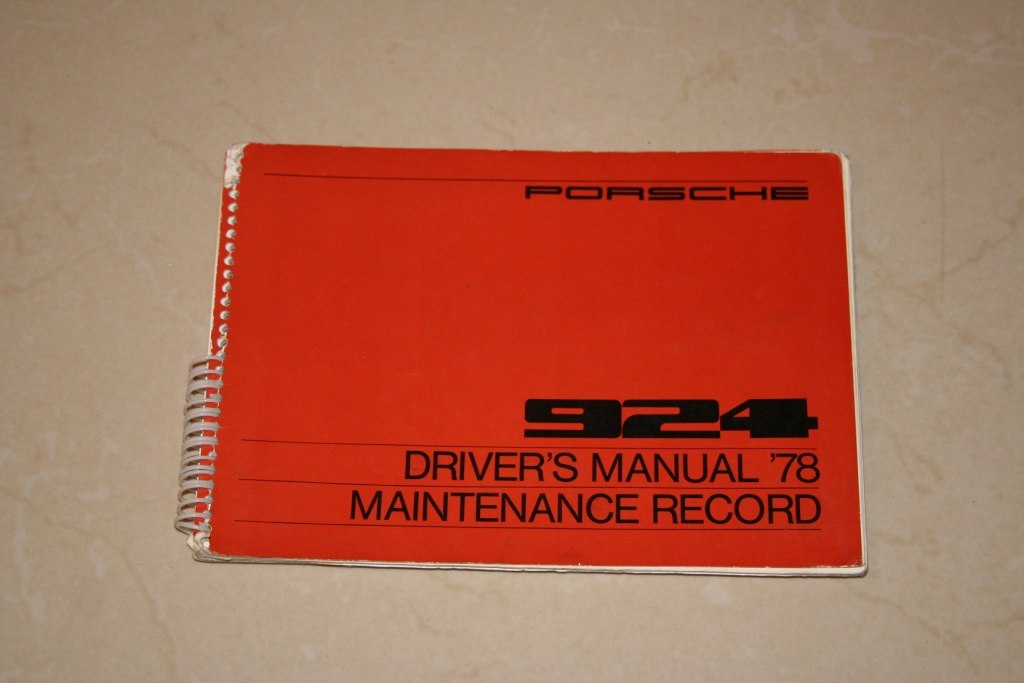 PORSCHE
924
DRIVER'S MANUAL '78
MAINTENANCE RECORD